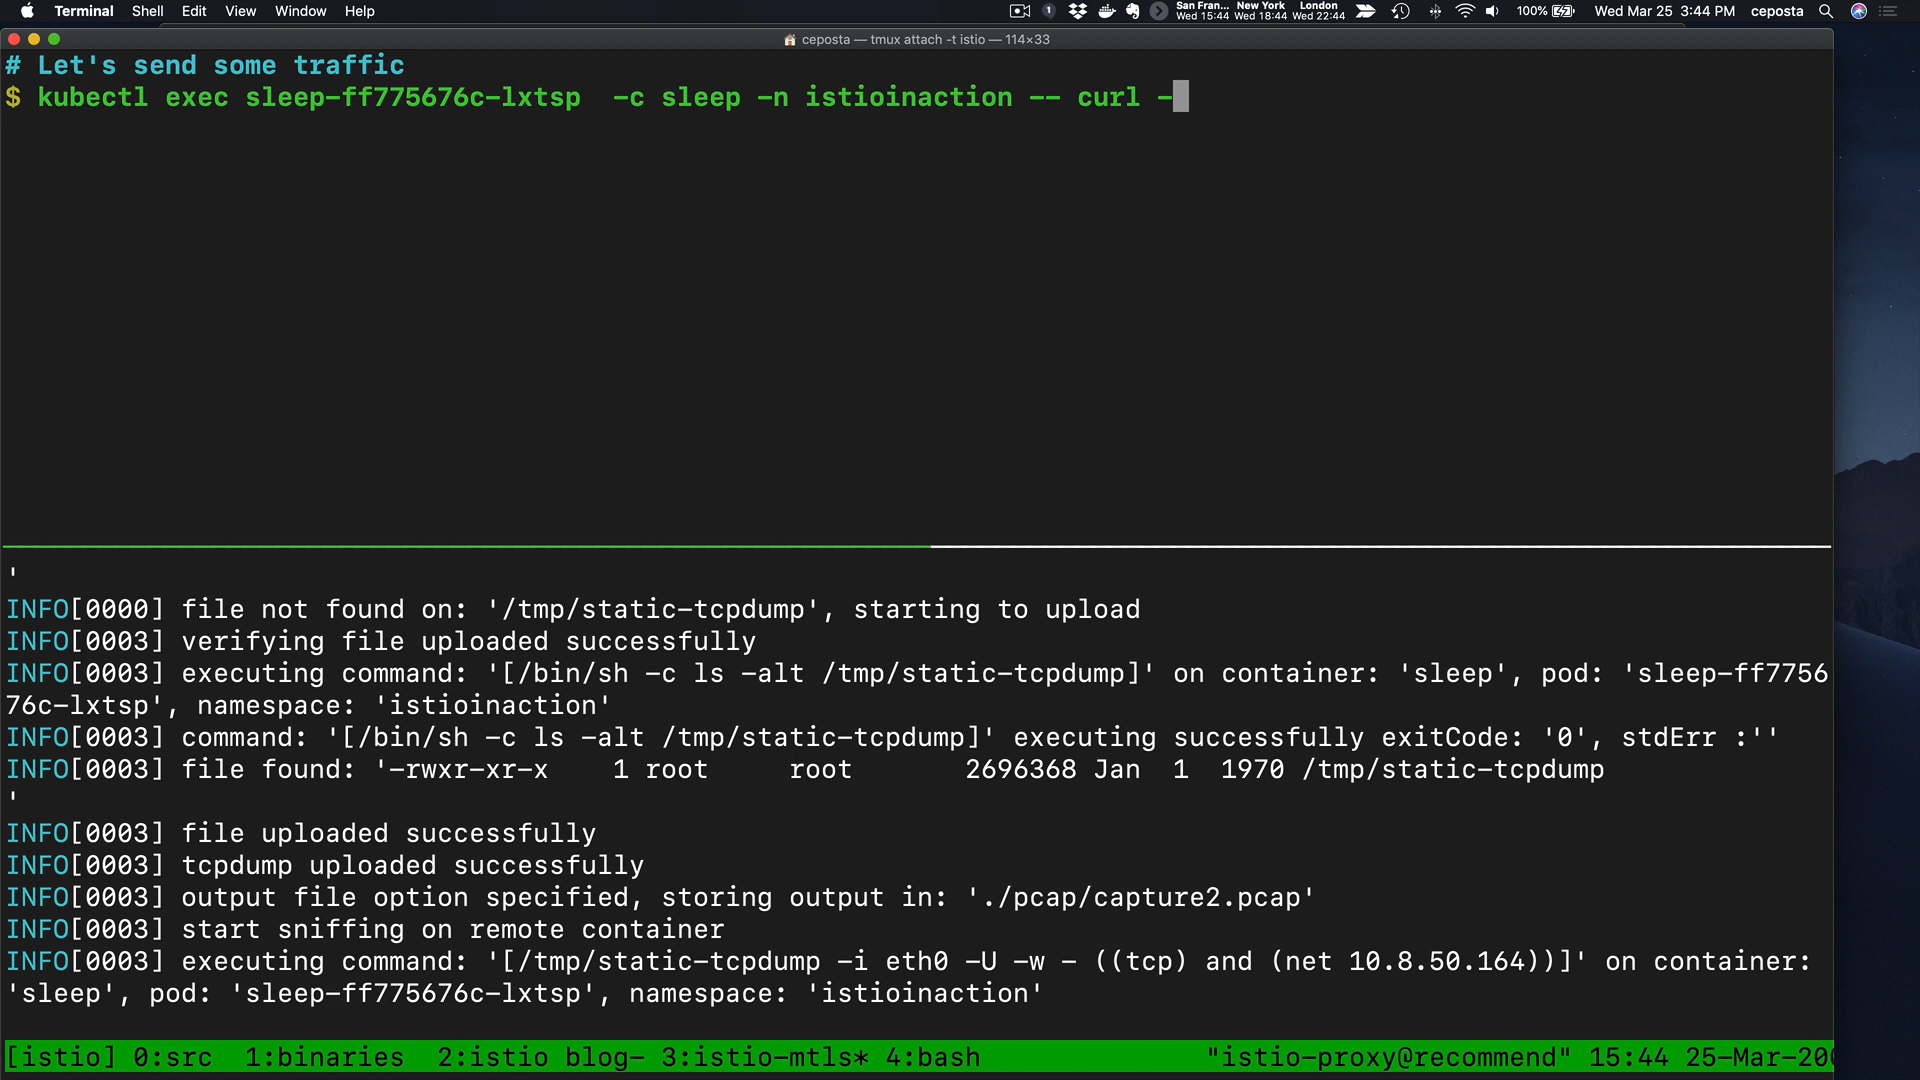 Terminal Shell Edit View Window Help
1 San Fran... Wed 15:44 New York Wed 18:44 London Wed 22:44 100% Wed Mar 25 3:44 PM ceposta
ceposta — tmux attach -t istio — 114×33
# Let's send some traffic
$ kubectl exec sleep-ff775676c-lxtsp  -c sleep -n istioinaction -- curl -
'
INFO[0000] file not found on: '/tmp/static-tcpdump', starting to upload
INFO[0003] verifying file uploaded successfully
INFO[0003] executing command: '[/bin/sh -c ls -alt /tmp/static-tcpdump]' on container: 'sleep', pod: 'sleep-ff7756
76c-lxtsp', namespace: 'istioinaction'
INFO[0003] command: '[/bin/sh -c ls -alt /tmp/static-tcpdump]' executing successfully exitCode: '0', stdErr :''
INFO[0003] file found: '-rwxr-xr-x    1 root     root       2696368 Jan  1  1970 /tmp/static-tcpdump
'
INFO[0003] file uploaded successfully
INFO[0003] tcpdump uploaded successfully
INFO[0003] output file option specified, storing output in: './pcap/capture2.pcap'
INFO[0003] start sniffing on remote container
INFO[0003] executing command: '[/tmp/static-tcpdump -i eth0 -U -w - ((tcp) and (net 10.8.50.164))]' on container:
'sleep', pod: 'sleep-ff775676c-lxtsp', namespace: 'istioinaction'
[istio] 0:src  1:binaries  2:istio blog- 3:istio-mtls* 4:bash "istio-proxy@recommend" 15:44 25-Mar-20